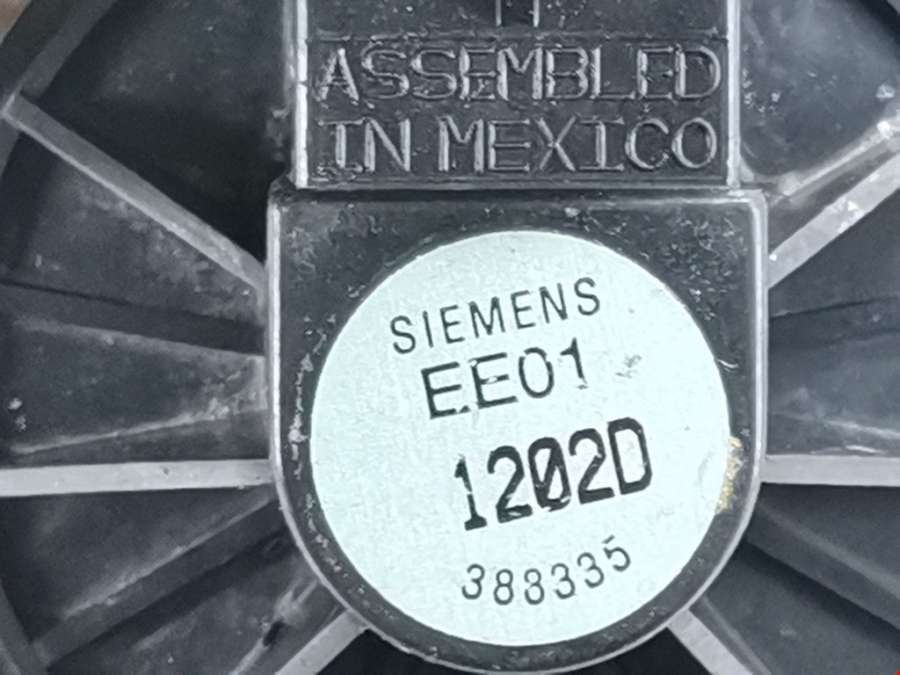 ASSEMBLED
IN MEXICO
SIEMENS
EE01
1202D
388335